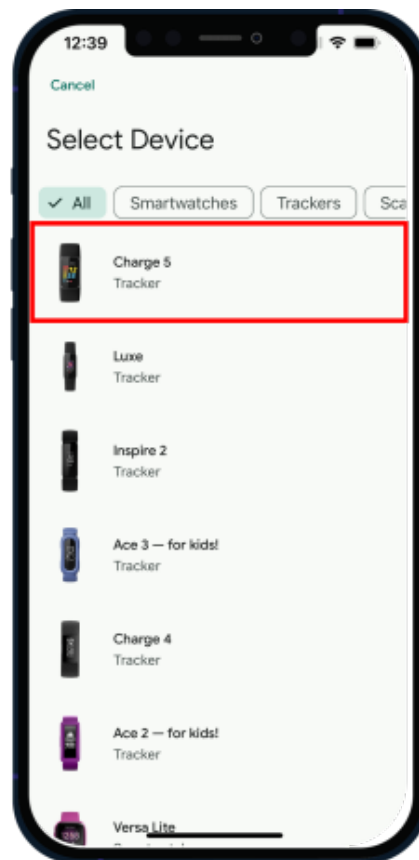 12:39
Cancel
Select Device
All
Smartwatches
Trackers
Sca
Charge 5
Tracker
Luxe
Tracker
Inspire 2
Tracker
Ace 3 — for kids!
Tracker
Charge 4
Tracker
Ace 2 — for kids!
Tracker
Versa Lite